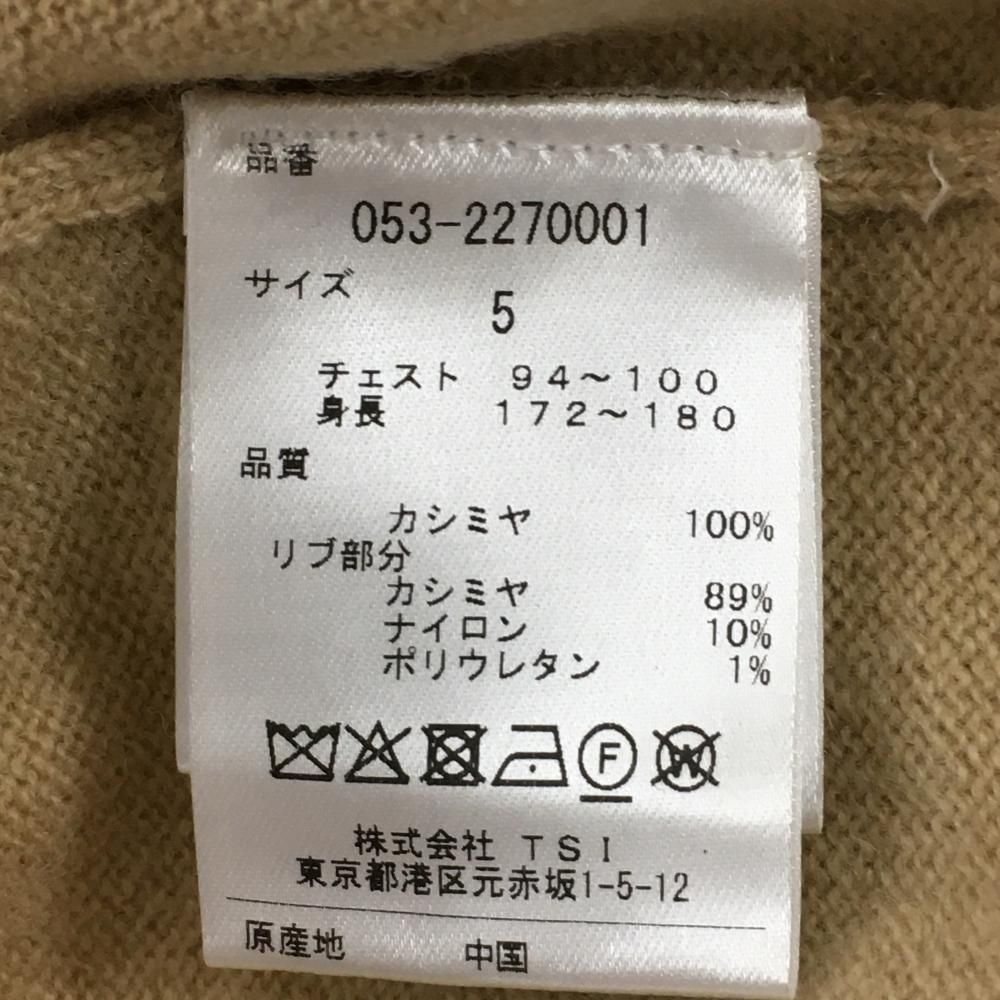 品番
053-2270001
サイズ
5
チェスト 94～100
身長 172～180
品質
カシミヤ 100%
リブ部分
カシミヤ 89%
ナイロン 10%
ポリウレタン 1%
F W
株式会社 TSI
東京都港区元赤坂1-5-12
原産地 中国